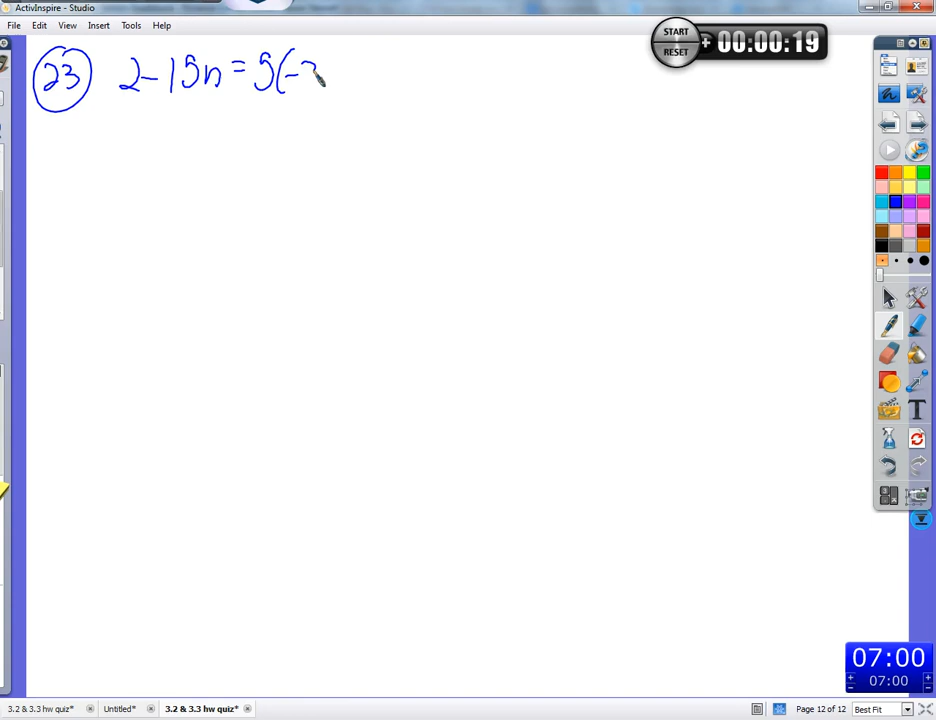 ActivInspire - Studio
File Edit View Insert Tools Help
START
RESET
00:00:19
23 2-15n=5(-3
07:00
07:00
3.2 & 3.3 hw quiz* Untitled* 3.2 & 3.3 hw quiz* Page 12 of 12 Best Fit